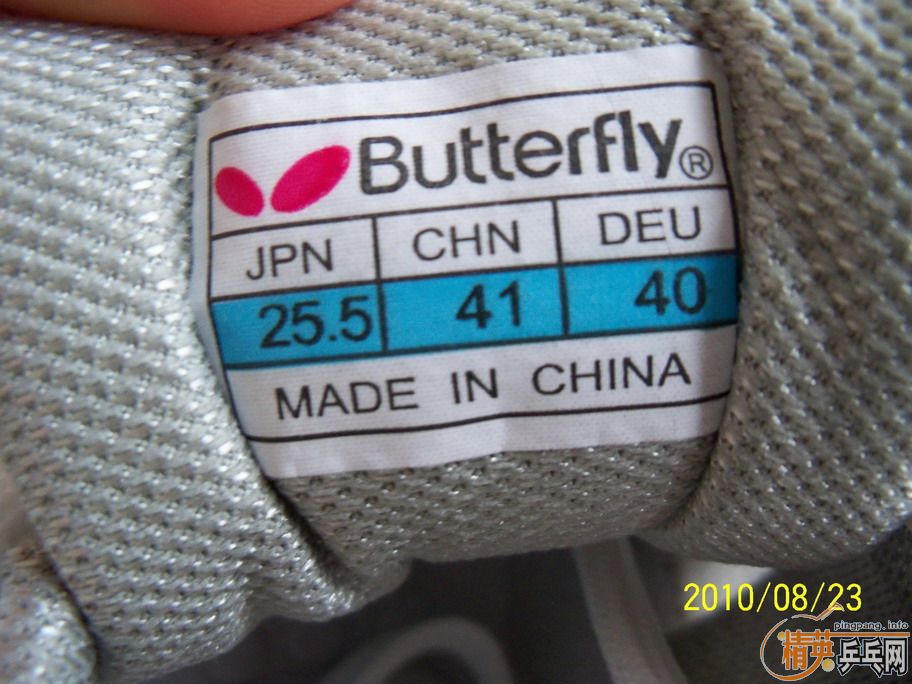 Butterfly®
JPN CHN DEU
25.5 41 40
MADE IN CHINA
2010/08/23
pingpang.info
精英乒乓网